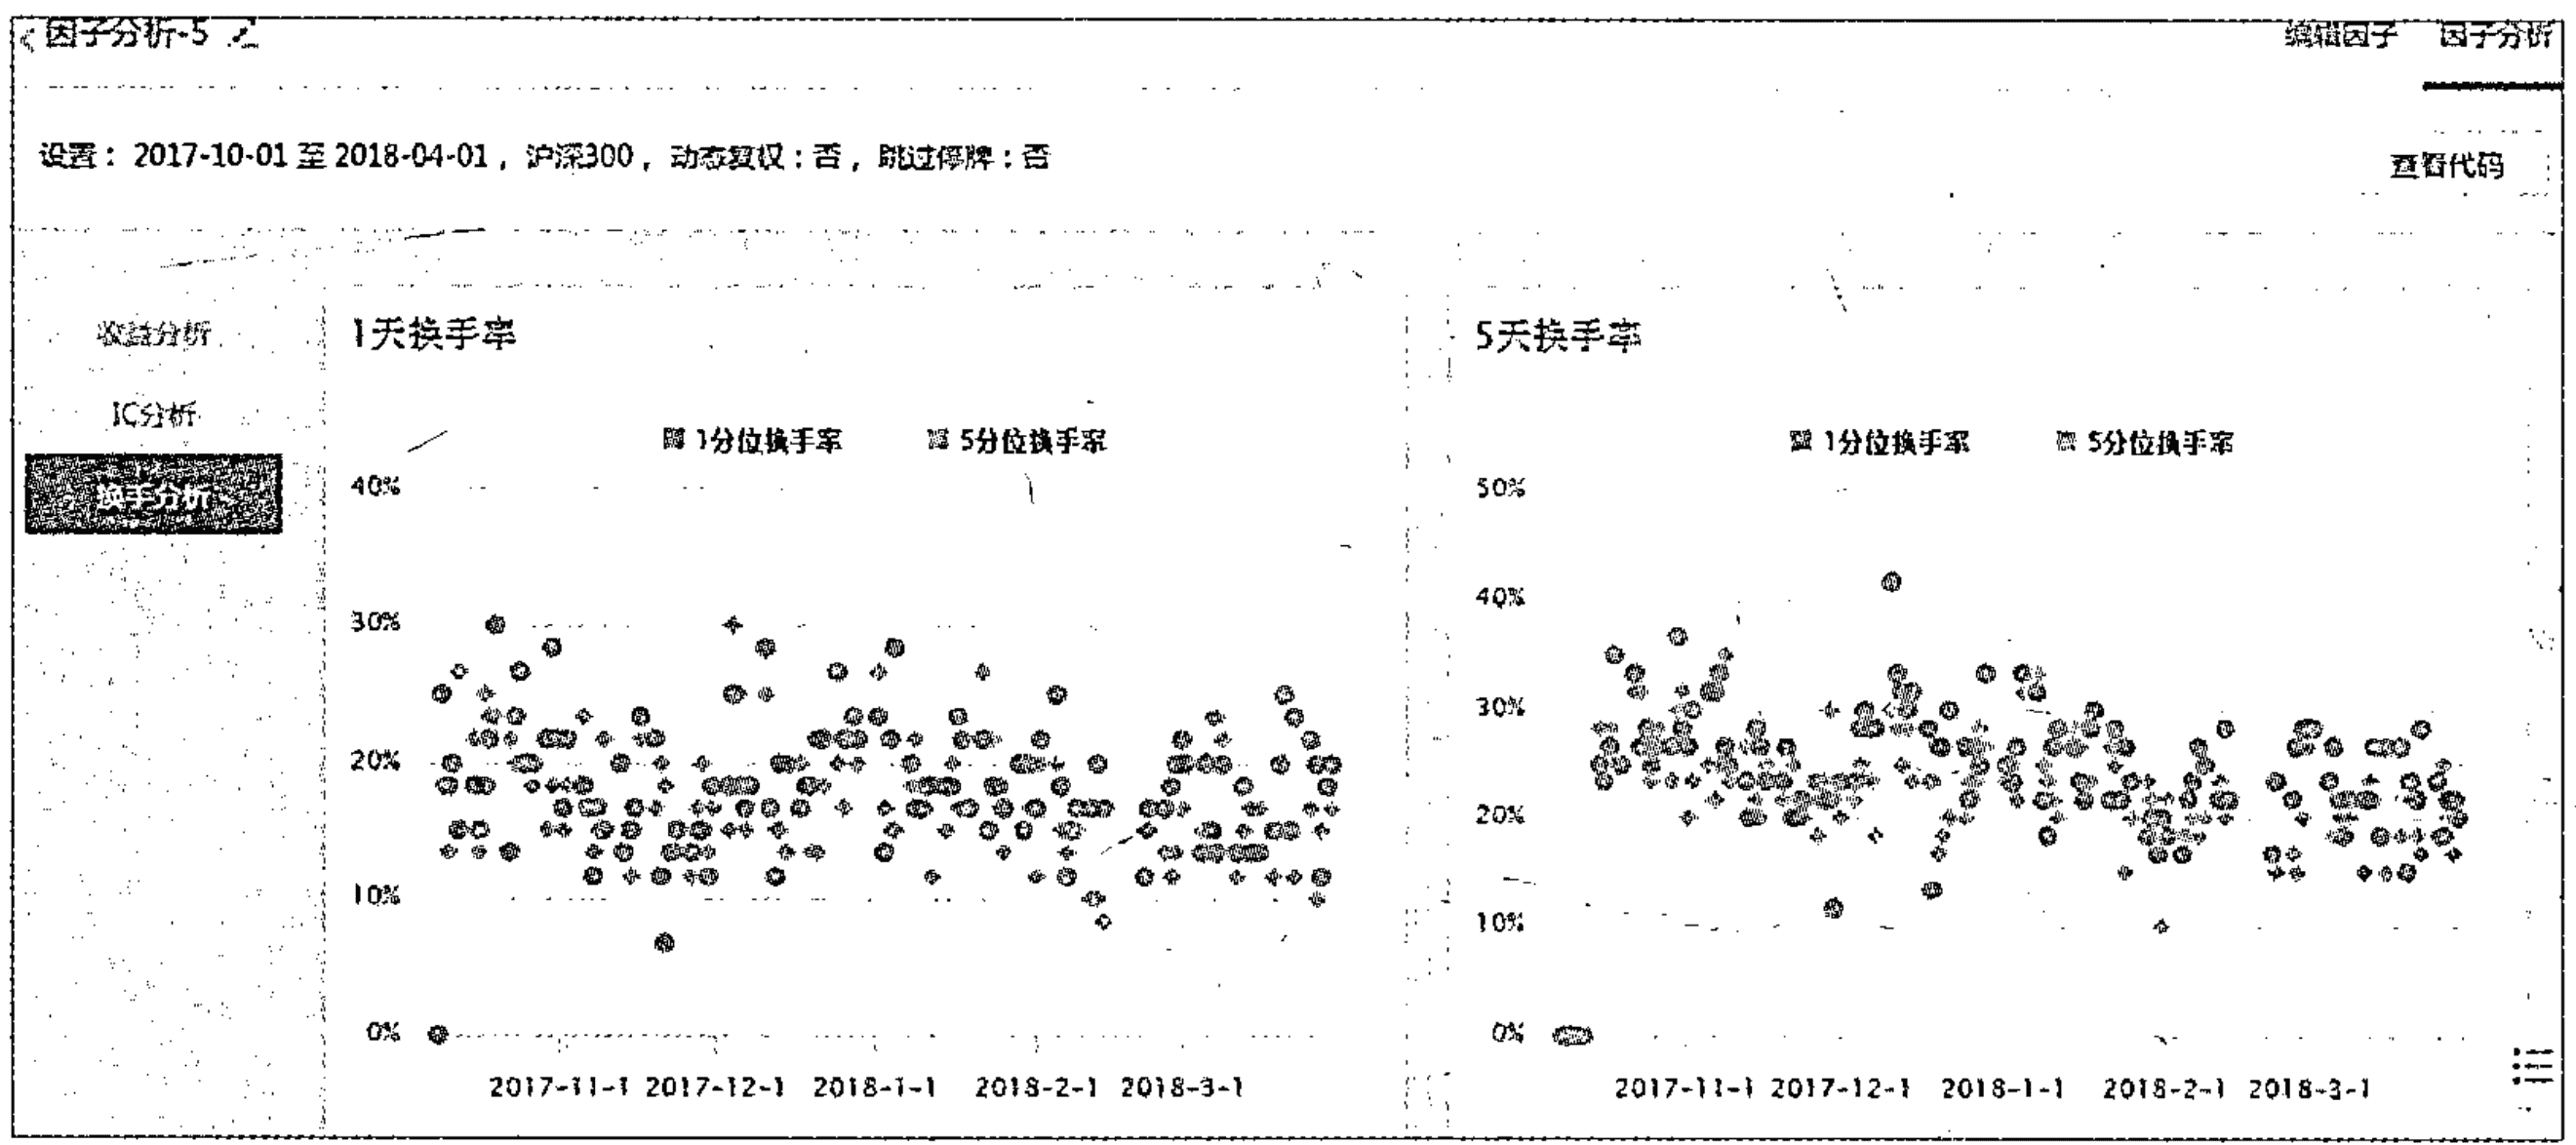 因子分析-5
编辑因子 因子分析
设置：2017-10-01 至 2018-04-01，沪深300，动态复权：否，跳过停牌：否
查看代码
收益分析
IC分析
换手分析
1天换手率
1分位换手率 5分位换手率
40%
30%
20%
10%
0%
2017-11-1 2017-12-1 2018-1-1 2018-2-1 2018-3-1
5天换手率
1分位换手率 5分位换手率
50%
40%
30%
20%
10%
0%
2017-11-1 2017-12-1 2018-1-1 2018-2-1 2018-3-1